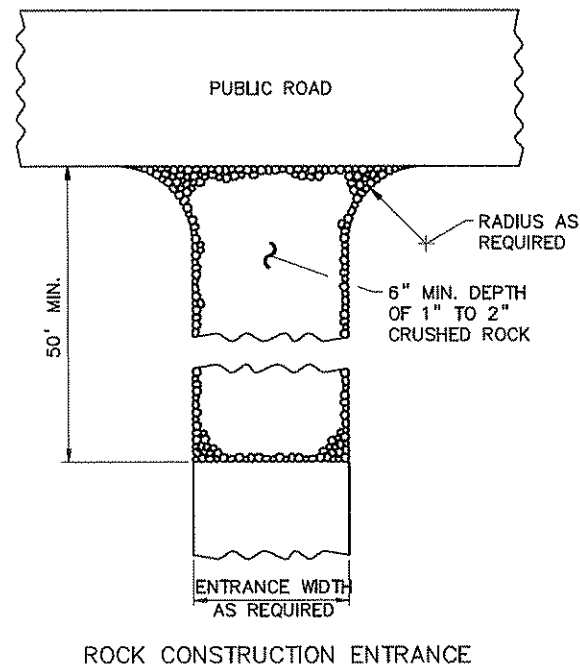 PUBLIC ROAD
RADIUS AS
REQUIRED
6" MIN. DEPTH
OF 1" TO 2"
CRUSHED ROCK
50' MIN.
ENTRANCE WIDTH
AS REQUIRED
ROCK CONSTRUCTION ENTRANCE